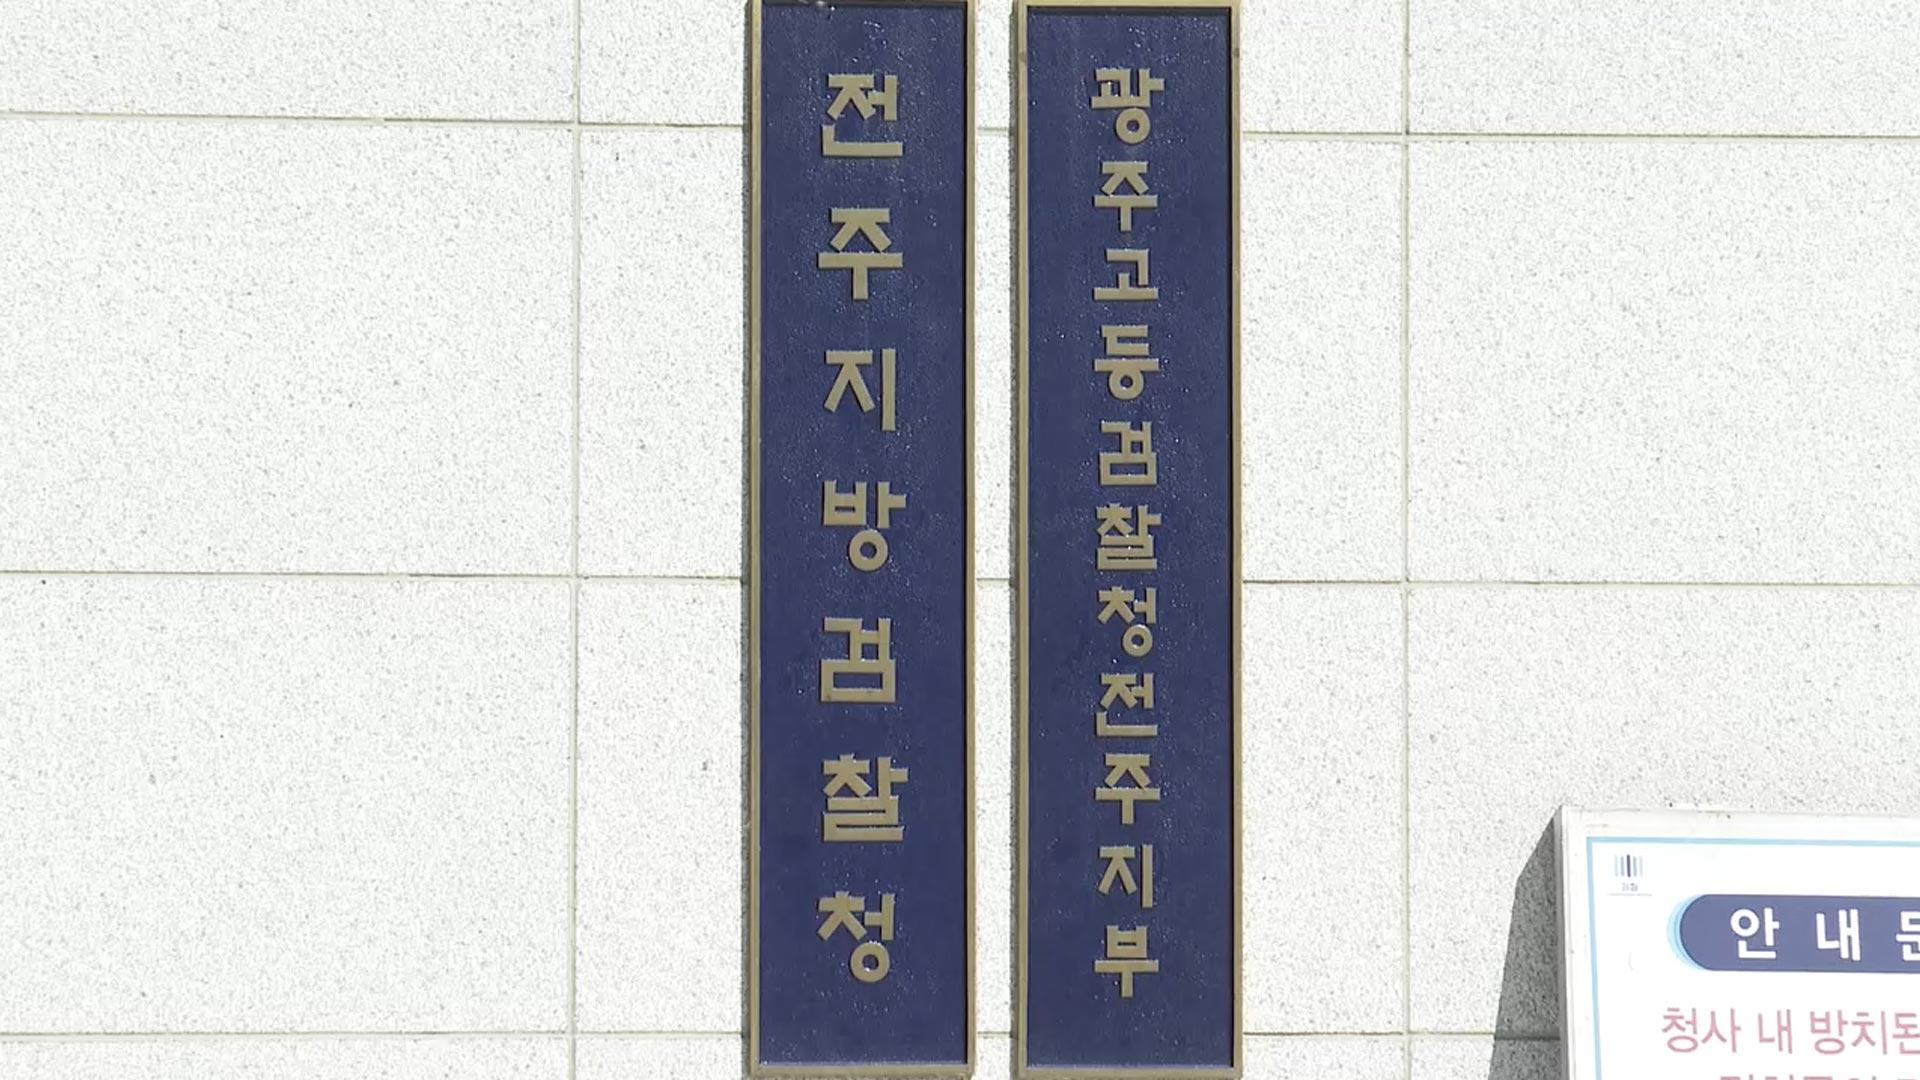 전주지방검찰청
광주고등검찰청전주지부
안내
청사 내 방치된